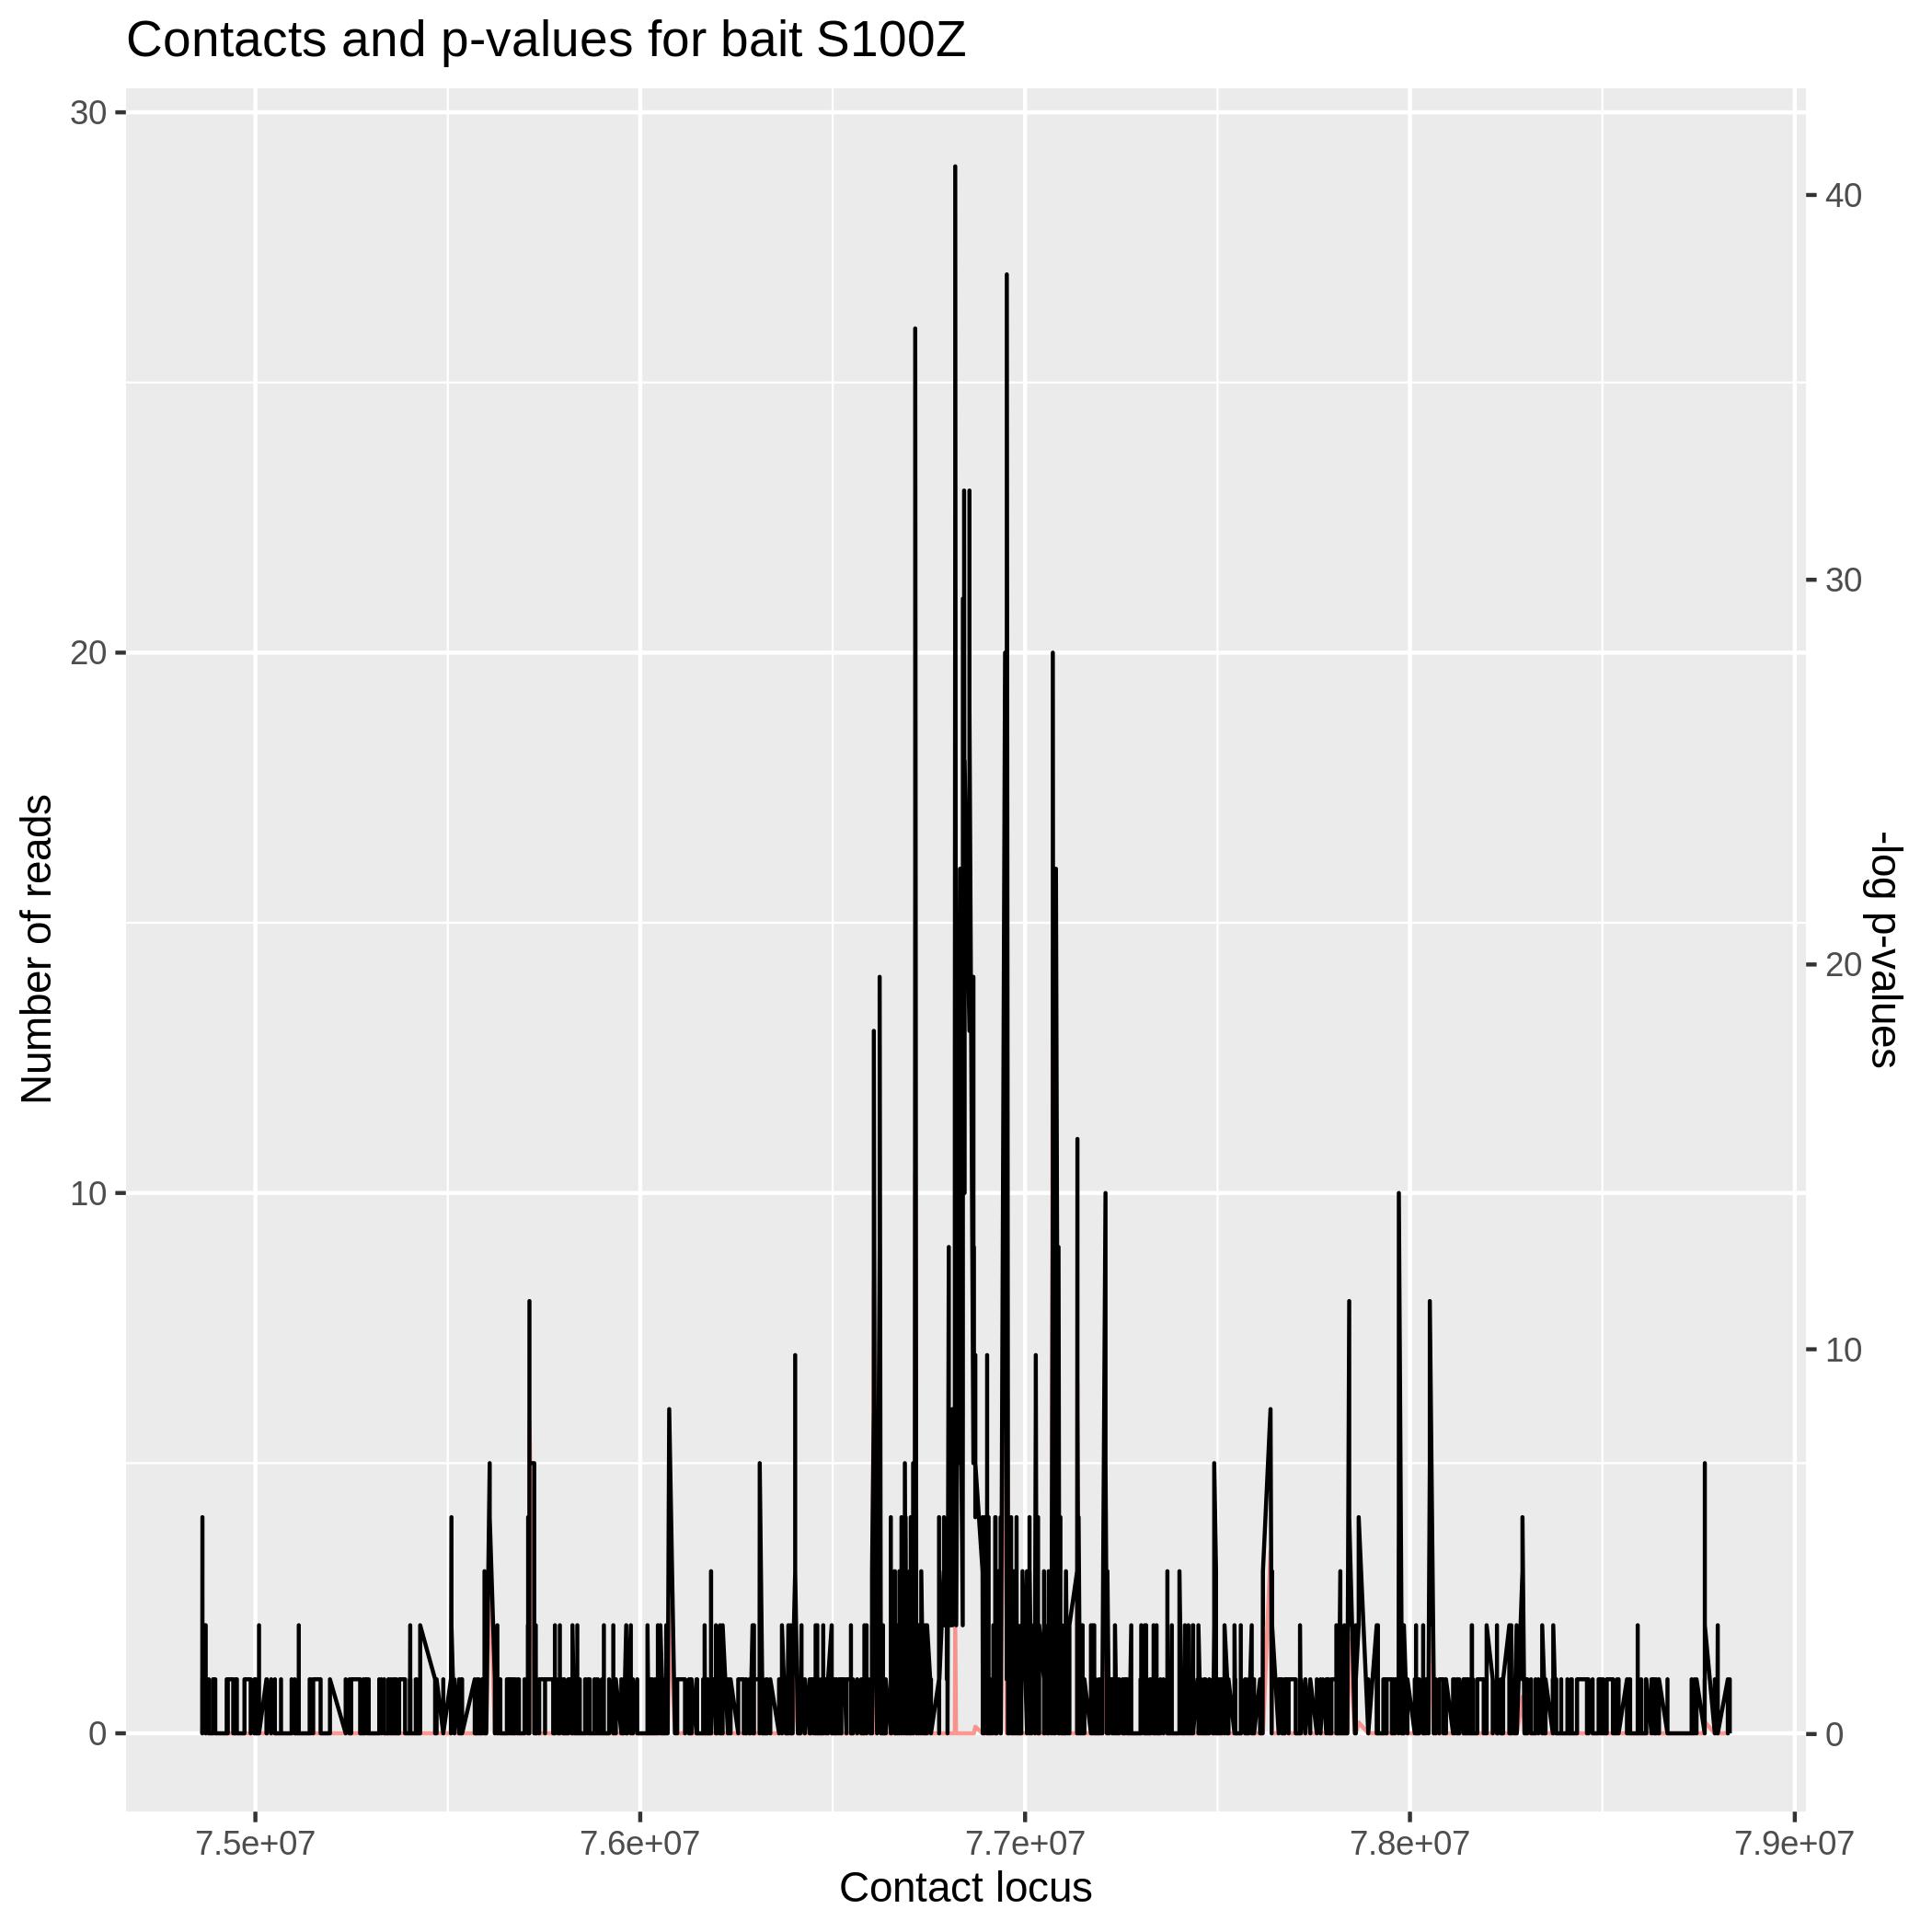 Contacts and p-values for bait S100Z
30
20
10
0
Number of reads
40
30
20
10
0
-log p-values
7.5e+07
7.6e+07
7.7e+07
7.8e+07
7.9e+07
Contact locus